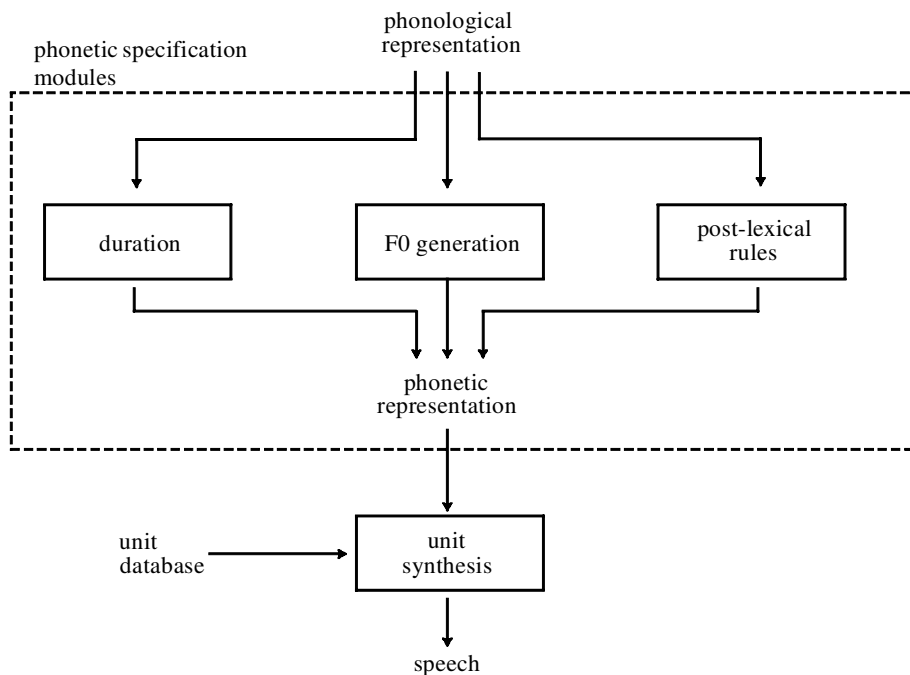 phonological
representation
phonetic specification
modules
duration
F0 generation
post-lexical
rules
phonetic
representation
unit
database
unit
synthesis
speech